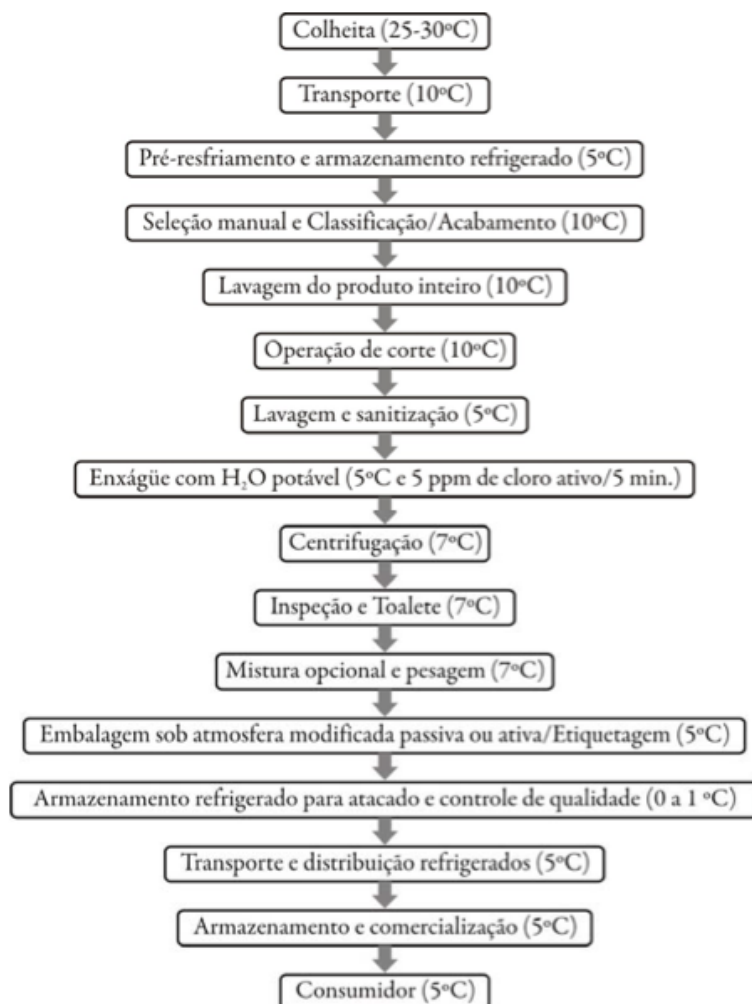 Colheita (25-30ºC)
Transporte (10ºC)
Pré-resfriamento e armazenamento refrigerado (5ºC)
Seleção manual e Classificação/Acabamento (10ºC)
Lavagem do produto inteiro (10ºC)
Operação de corte (10ºC)
Lavagem e sanitização (5ºC)
Enxágüe com H₂O potável (5ºC e 5 ppm de cloro ativo/5 min.)
Centrifugação (7ºC)
Inspeção e Toalete (7ºC)
Mistura opcional e pesagem (7ºC)
Embalagem sob atmosfera modificada passiva ou ativa/Etiquetagem (5ºC)
Armazenamento refrigerado para atacado e controle de qualidade (0 a 1 ºC)
Transporte e distribuição refrigerados (5ºC)
Armazenamento e comercialização (5ºC)
Consumidor (5ºC)